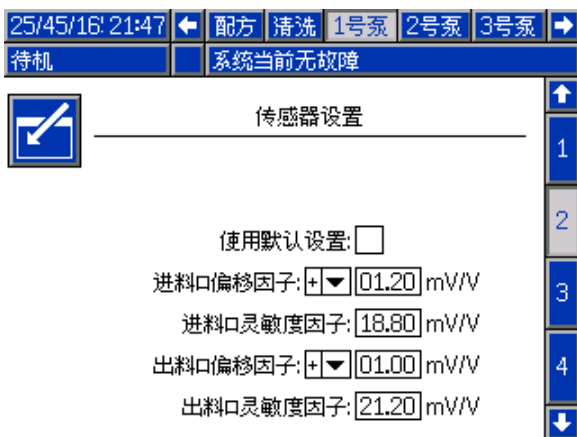 25/45/16 21:47 配方 清洗 1号泵 2号泵 3号泵
待机 系统当前无故障
传感器设置
1
2
3
4
使用默认设置:
进料口偏移因子: + 01.20 mV/V
进料口灵敏度因子: 18.80 mV/V
出料口偏移因子: + 01.00 mV/V
出料口灵敏度因子: 21.20 mV/V